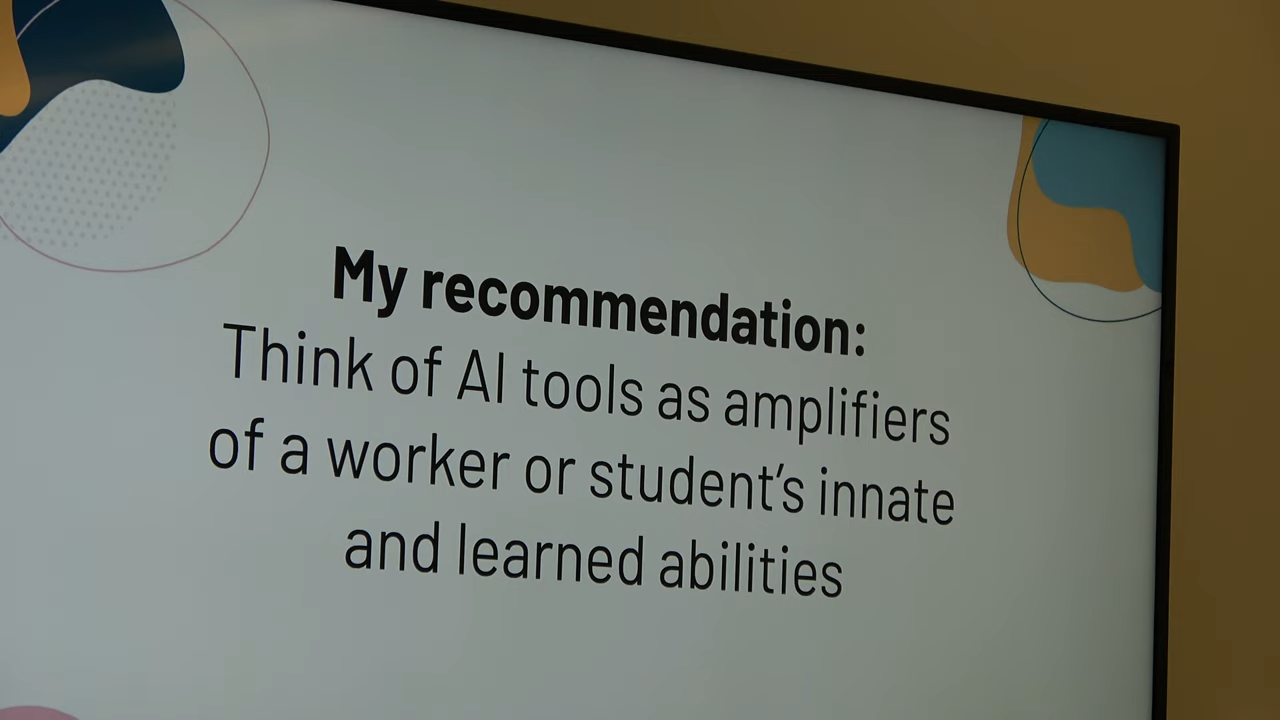 My recommendation:
Think of AI tools as amplifiers
of a worker or student’s innate
and learned abilities